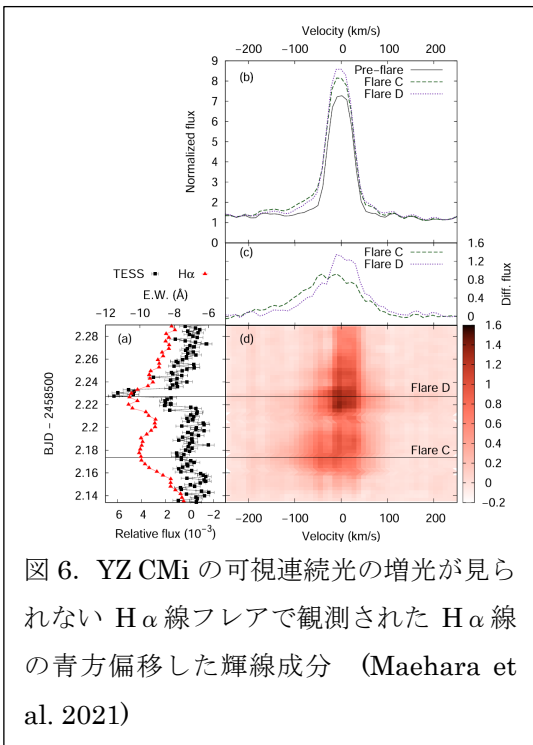 Velocity (km/s)
−200 −100 0 100 200
(b)
Pre-flare
Flare C
Flare D
Normalized flux
9
8
7
6
5
4
3
2
1
0
(c)
Flare C
Flare D
1.6
1.2
0.8
0.4
0
Diff. flux
TESS Hα
E.W. (Å)
−12 −10 −8 −6
(a)
BJD − 2458500
2.28
2.26
2.24
2.22
2.2
2.18
2.16
2.14
6 4 2 0 −2
Relative flux (10⁻³)
(d)
Flare D
Flare C
−200 −100 0 100 200
Velocity (km/s)
1.6
1.4
1.2
1
0.8
0.6
0.4
0.2
0
−0.2
図 6. YZ CMi の可視連続光の増光が見ら
れない Hα線フレアで観測された Hα線
の青方偏移した輝線成分 (Maehara et
al. 2021)